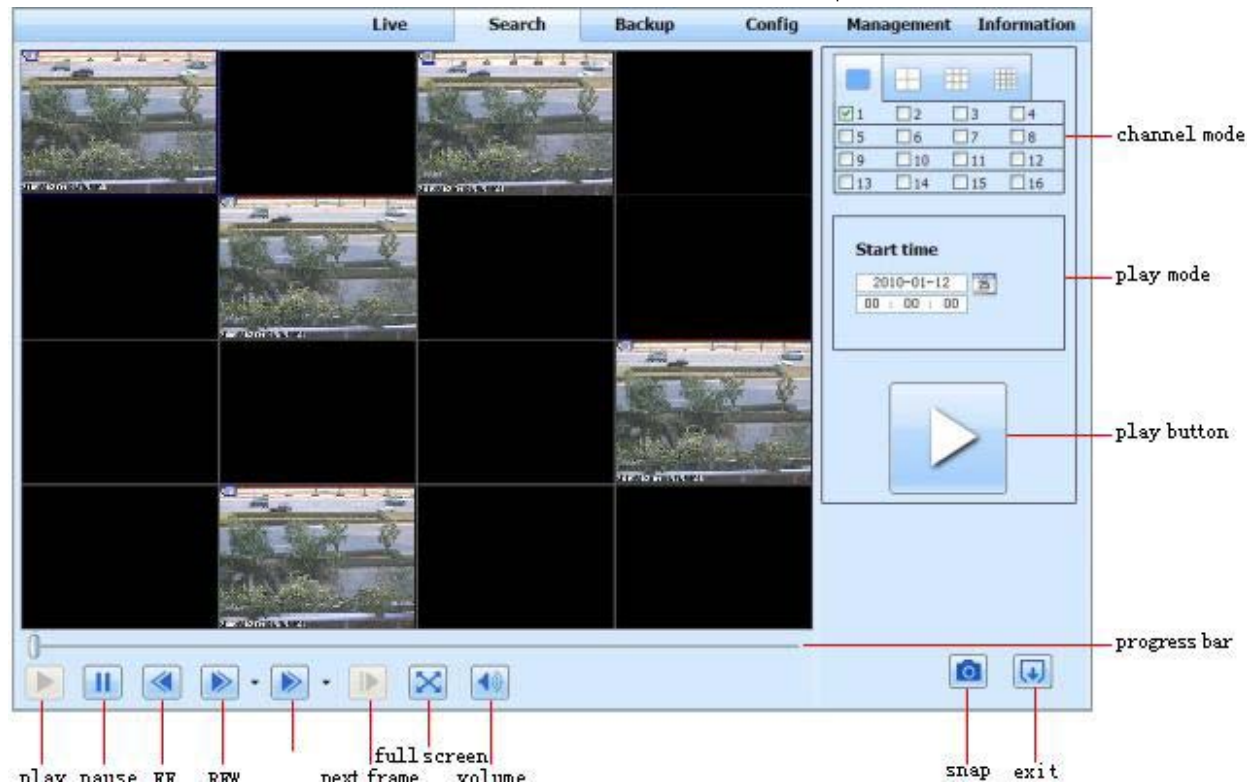 Live Search Backup Config Management Information
1 2 3 4
channel mode
5 6 7 8
9 10 11 12
13 14 15 16
Start time
2010-01-12
play mode
00 : 00 : 00
play button
progress bar
full screen
play pause FF REW next frame volume snap exit